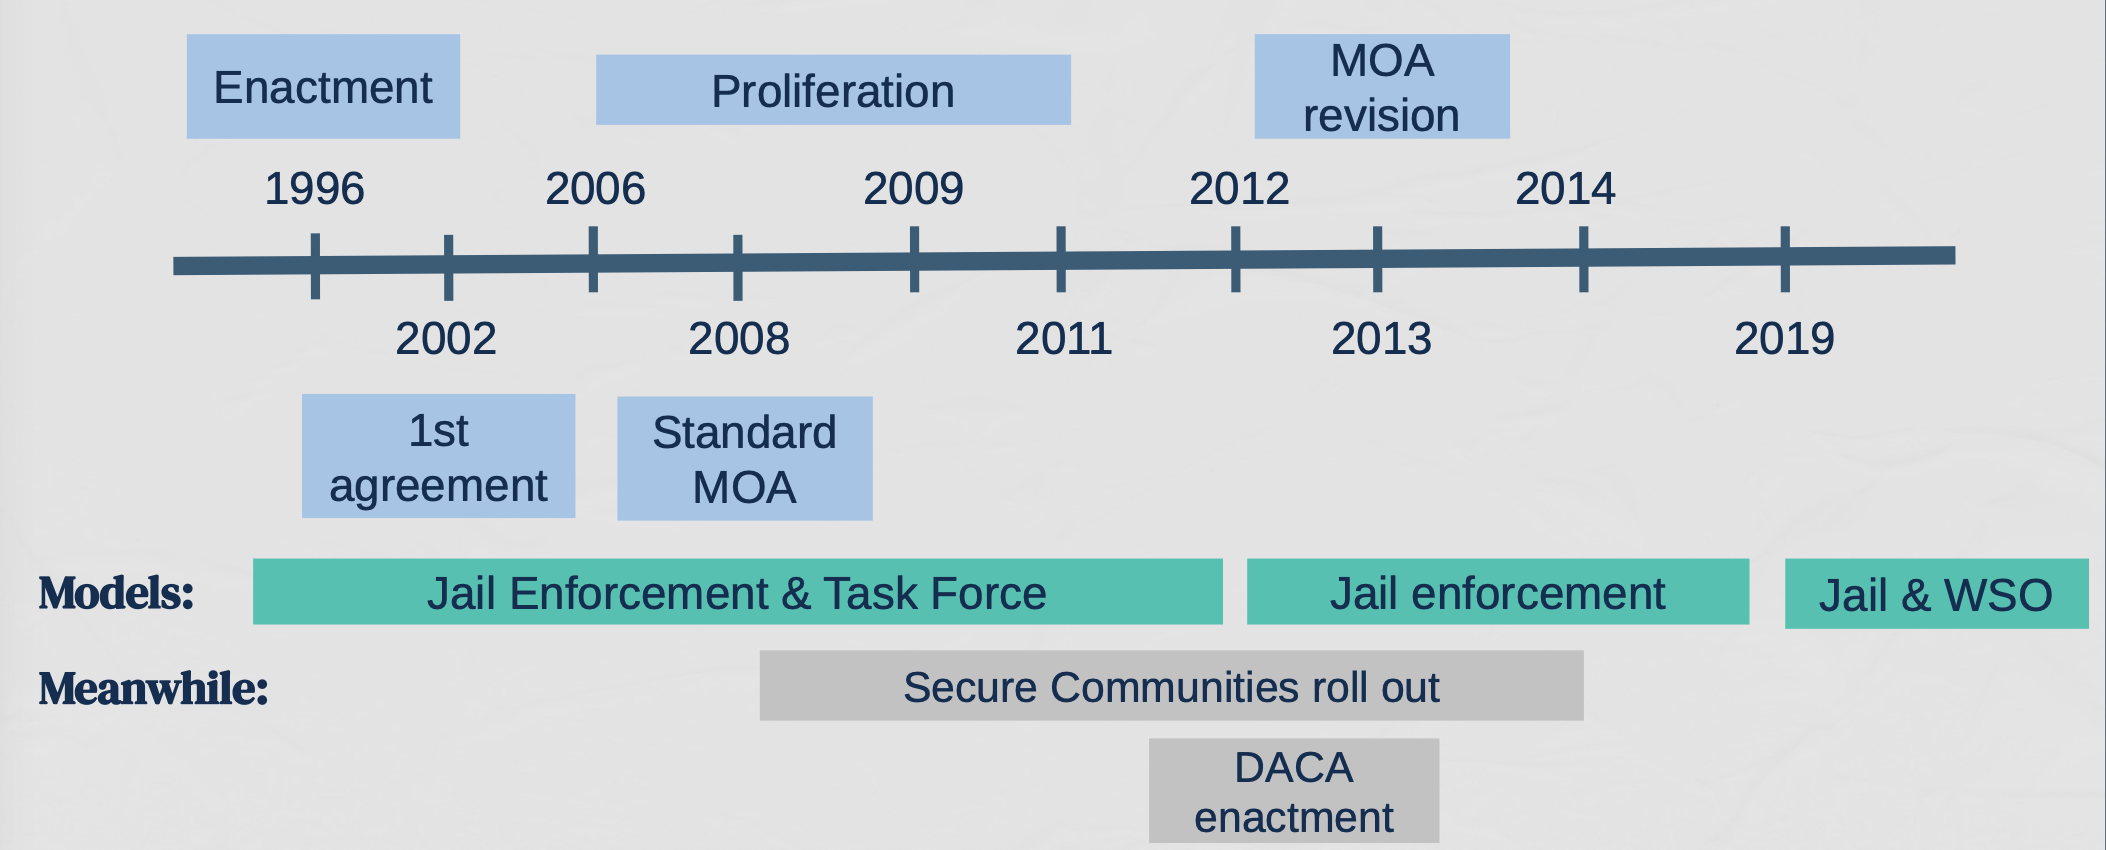 Enactment
Proliferation
MOA
revision
1996
2006
2009
2012
2014
2002
2008
2011
2013
2019
1st
agreement
Standard
MOA
Models:
Jail Enforcement & Task Force
Jail enforcement
Jail & WSO
Meanwhile:
Secure Communities roll out
DACA
enactment